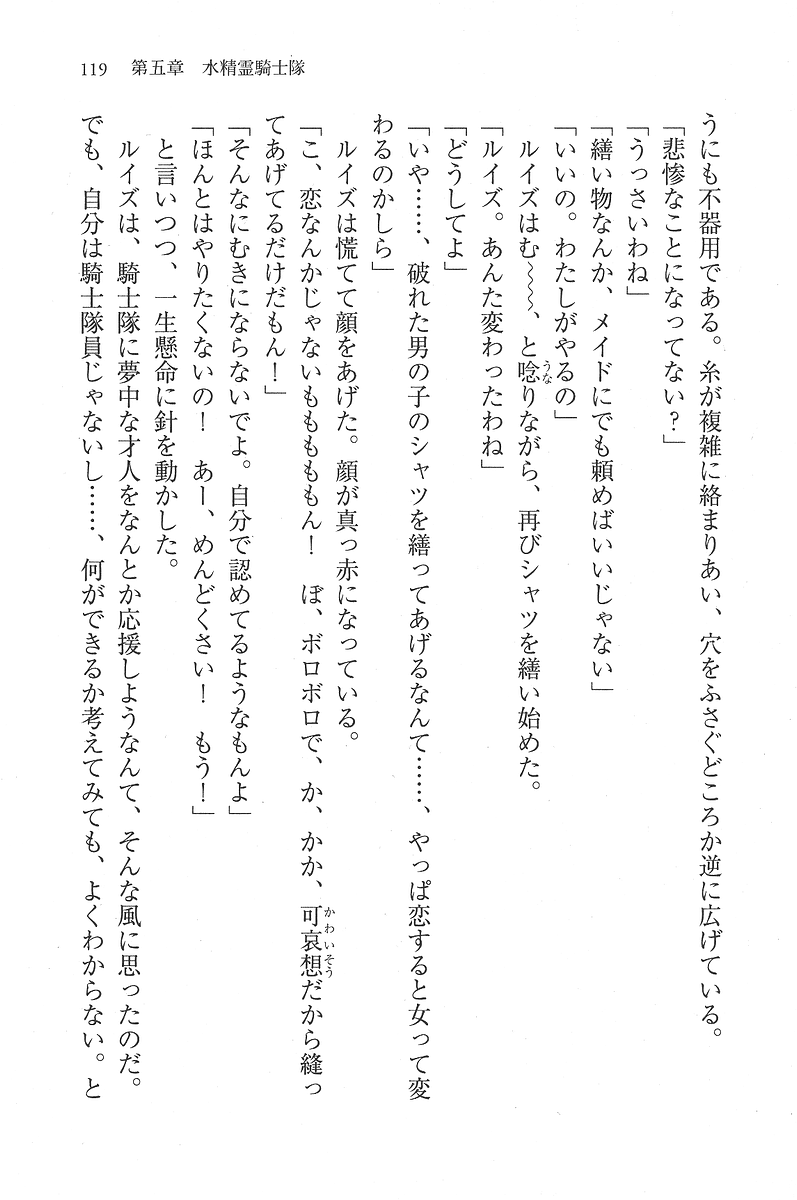 119　第五章　水精霊騎士隊
うにも不器用である。糸が複雑に絡まりあい、穴をふさぐどころか逆に広げている。
「悲惨なことになってない？」
「うっさいわね」
「繕い物なんか、メイドにでも頼めばいいじゃない」
「いいの。わたしがやるの」
　ルイズはむ～～～、と唸りながら、再びシャツを繕い始めた。
「ルイズ。あんた変わったわね」
「どうしてよ」
「いや……、破れた男の子のシャツを繕ってあげるなんて……、やっぱ恋すると女って変
わるのかしら」
　ルイズは慌てて顔をあげた。顔が真っ赤になっている。
「こ、恋なんかじゃないもももももん！　ぼ、ボロボロで、か、かか、可哀想だから縫っ
てあげてるだけだもん！」
「そんなにむきにならないでよ。自分で認めてるようなもんよ」
「ほんとはやりたくないの！　あー、めんどくさい！　もう！」
　と言いつつ、一生懸命に針を動かした。
　ルイズは、騎士隊に夢中な才人をなんとか応援しようなんて、そんな風に思ったのだ。
でも、自分は騎士隊員じゃないし……、何ができるか考えてみても、よくわからない。と